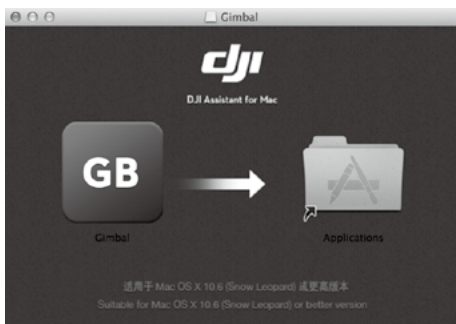 Gimbal
dji
DJI Assistant for Mac
GB
Gimbal
Applications
适用于 Mac OS X 10.6 (Snow Leopard) 或更高版本
Suitable for Mac OS X 10.6 (Snow Leopard) or better version